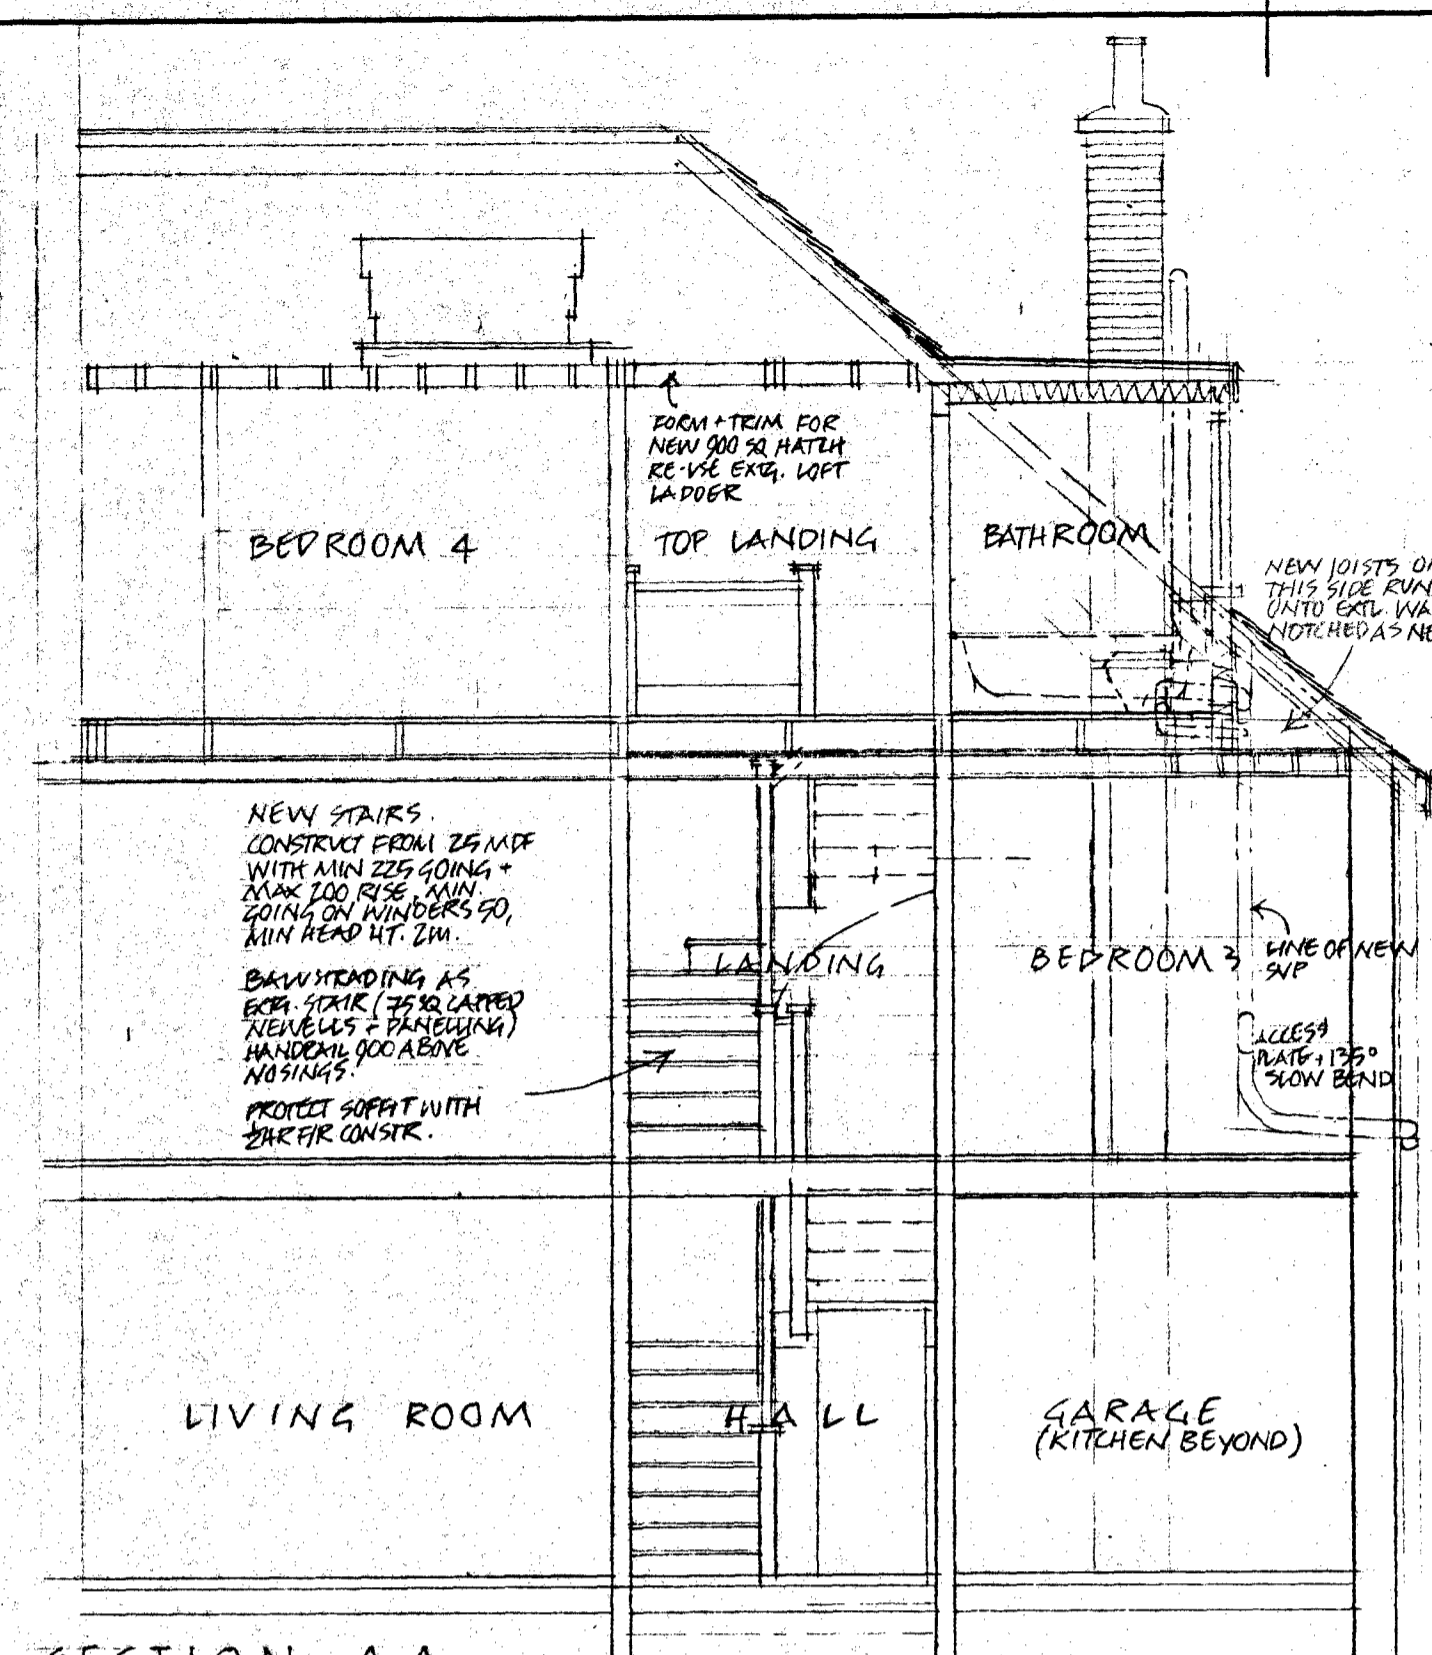 FORM + TRIM FOR
NEW 900 SQ HATCH
RE-USE EXTG. LOFT
LADDER
BEDROOM 4
TOP LANDING
BATHROOM
NEW JOISTS
THIS SIDE RUN
ONTO EXTL. WA
NOTCHED AS NE
NEW STAIRS.
CONSTRUCT FROM 25 MDF
WITH MIN 225 GOING +
MAX 200 RISE, MIN.
GOING ON WINDERS 50,
MIN HEAD HT. 2M.
BALUSTRADING AS
EXTG. STAIR (75 SQ CAPPED
NEWELLS + PANELLING)
HANDRAIL 900 ABOVE
NOSINGS.
PROTECT SOFFIT WITH
½HR F/R CONSTR.
LANDING
BEDROOM 3
LINE OF NEW
SVP
ACCESS
PLATE + 135°
SLOW BEND
LIVING ROOM
HALL
GARAGE
(KITCHEN BEYOND)
SECTION AA